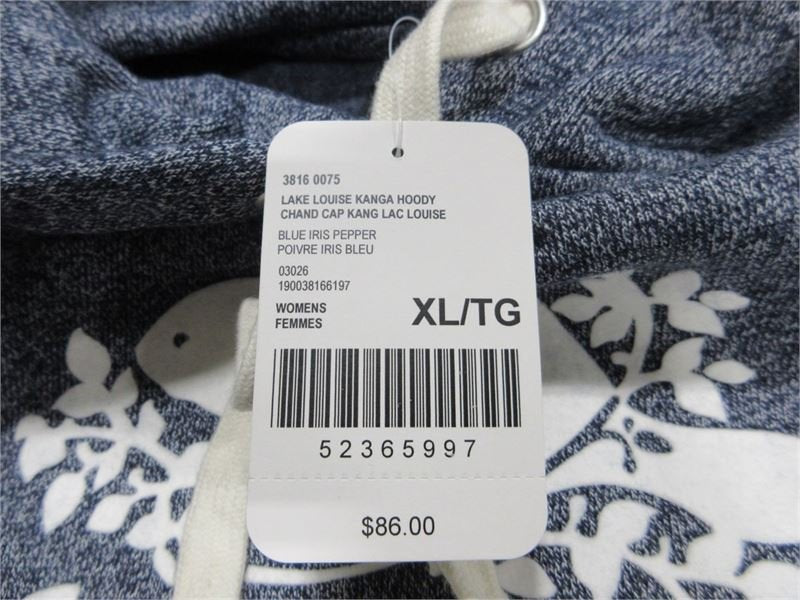 3816 0075
LAKE LOUISE KANGA HOODY
CHAND CAP KANG LAC LOUISE
BLUE IRIS PEPPER
POIVRE IRIS BLEU
03026
190038166197
WOMENS
FEMMES
XL/TG
52365997
$86.00